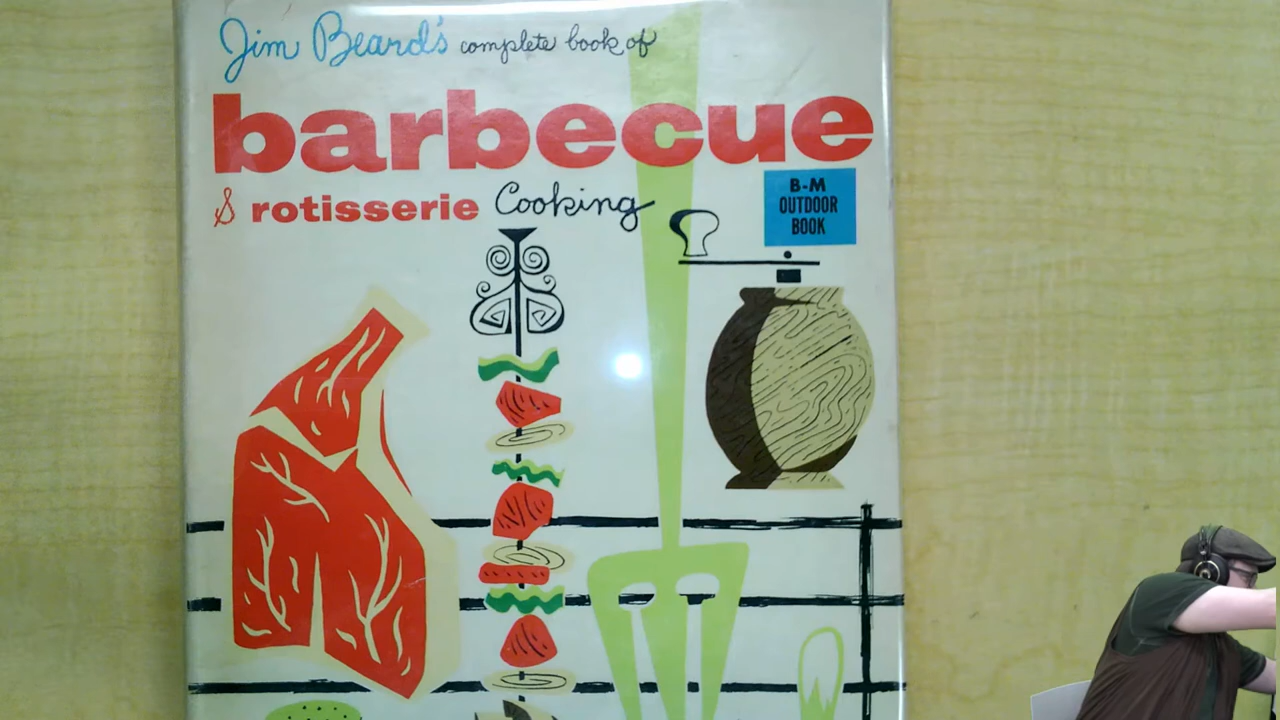 Jim Beard's complete book of
barbecue
& rotisserie Cooking
B-M
OUTDOOR
BOOK